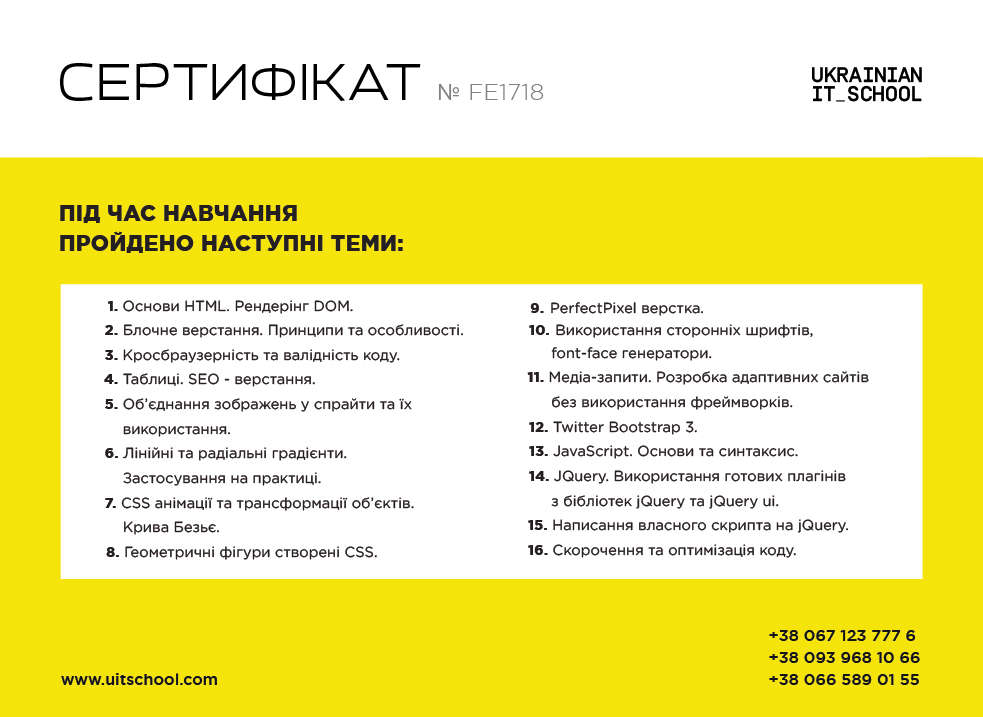 СЕРТИФІКАТ № FE1718
UKRAINIAN
IT_SCHOOL
ПІД ЧАС НАВЧАННЯ
ПРОЙДЕНО НАСТУПНІ ТЕМИ:
1. Основи HTML. Рендерінг DOM.
2. Блочне верстання. Принципи та особливості.
3. Кросбраузерність та валідність коду.
4. Таблиці. SEO - верстання.
5. Об'єднання зображень у спрайти та їх
використання.
6. Лінійні та радіальні градієнти.
Застосування на практиці.
7. CSS анімації та трансформації об'єктів.
Крива Безьє.
8. Геометричні фігури створені CSS.
9. PerfectPixel верстка.
10. Використання сторонніх шрифтів,
font-face генератори.
11. Медіа-запити. Розробка адаптивних сайтів
без використання фреймворків.
12. Twitter Bootstrap 3.
13. JavaScript. Основи та синтаксис.
14. JQuery. Використання готових плагінів
з бібліотек jQuery та jQuery ui.
15. Написання власного скрипта на jQuery.
16. Скорочення та оптимізація коду.
+38 067 123 777 6
+38 093 968 10 66
www.uitschool.com
+38 066 589 01 55